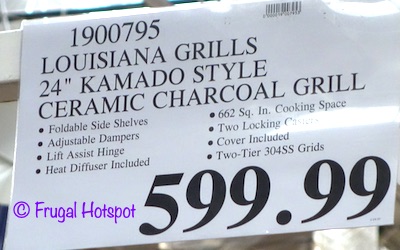 1900795
LOUISIANA GRILLS
24" KAMADO STYLE
CERAMIC CHARCOAL GRILL
• Foldable Side Shelves
• Adjustable Dampers
• Lift Assist Hinge
• Heat Diffuser Included
• 662 Sq. In. Cooking Space
• Two Locking Casters
• Cover Included
• Two-Tier 304SS Grids
599.99
© Frugal Hotspot